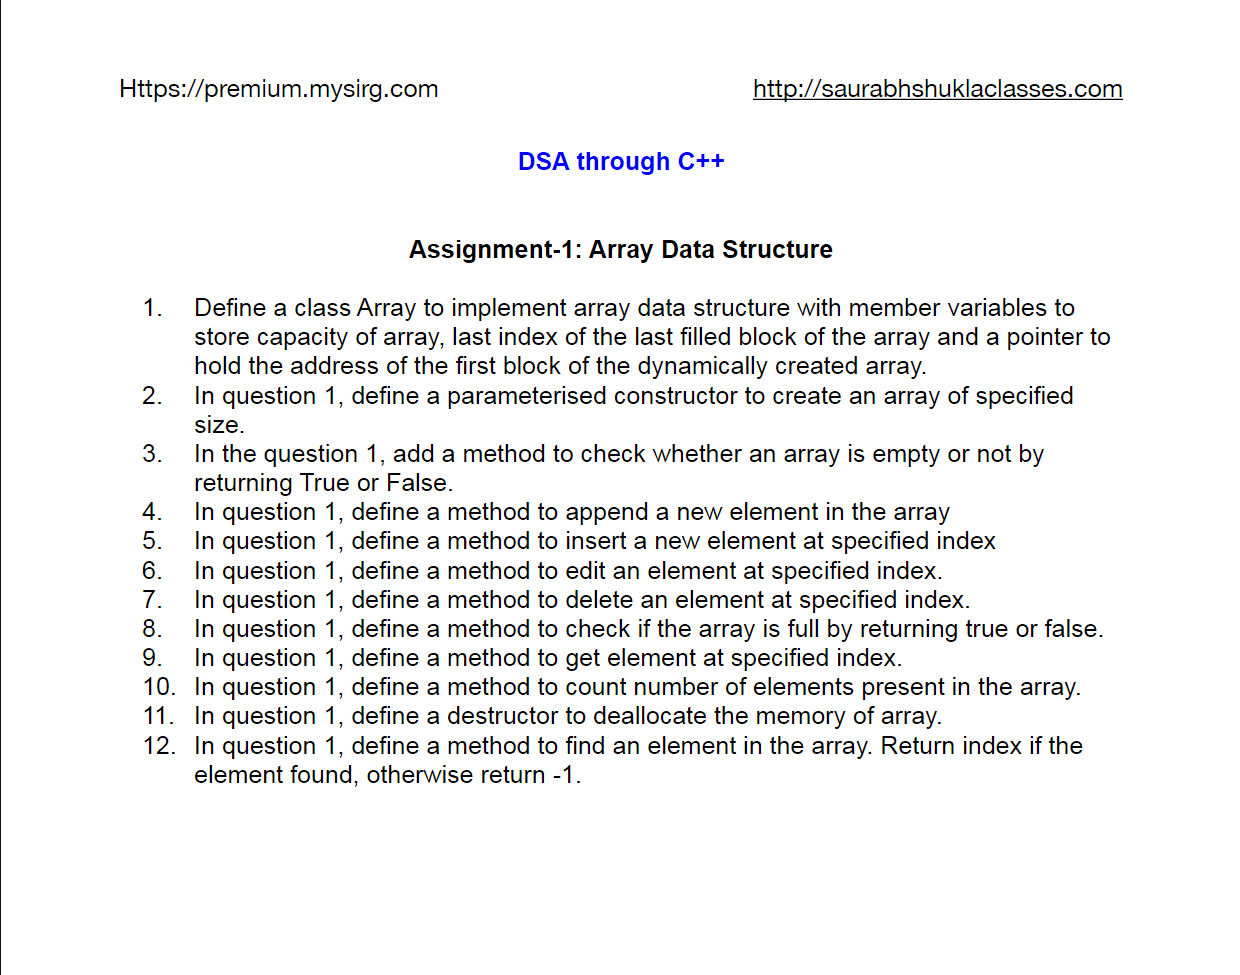 Https://premium.mysirg.com http://saurabhshuklaclasses.com
DSA through C++
Assignment-1: Array Data Structure
1. Define a class Array to implement array data structure with member variables to
store capacity of array, last index of the last filled block of the array and a pointer to
hold the address of the first block of the dynamically created array.
2. In question 1, define a parameterised constructor to create an array of specified
size.
3. In the question 1, add a method to check whether an array is empty or not by
returning True or False.
4. In question 1, define a method to append a new element in the array
5. In question 1, define a method to insert a new element at specified index
6. In question 1, define a method to edit an element at specified index.
7. In question 1, define a method to delete an element at specified index.
8. In question 1, define a method to check if the array is full by returning true or false.
9. In question 1, define a method to get element at specified index.
10. In question 1, define a method to count number of elements present in the array.
11. In question 1, define a destructor to deallocate the memory of array.
12. In question 1, define a method to find an element in the array. Return index if the
element found, otherwise return -1.